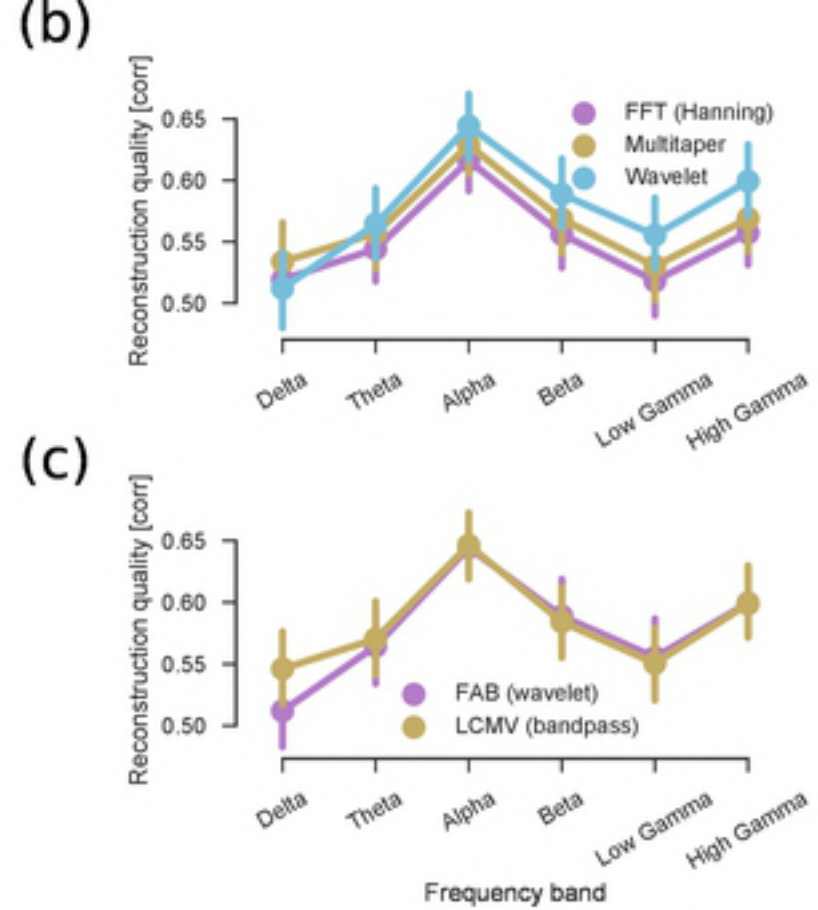 (b)
Reconstruction quality [corr]
0.65
0.60
0.55
0.50
FFT (Hanning)
Multitaper
Wavelet
Delta
Theta
Alpha
Beta
Low Gamma
High Gamma
(c)
Reconstruction quality [corr]
0.65
0.60
0.55
0.50
FAB (wavelet)
LCMV (bandpass)
Delta
Theta
Alpha
Beta
Low Gamma
High Gamma
Frequency band